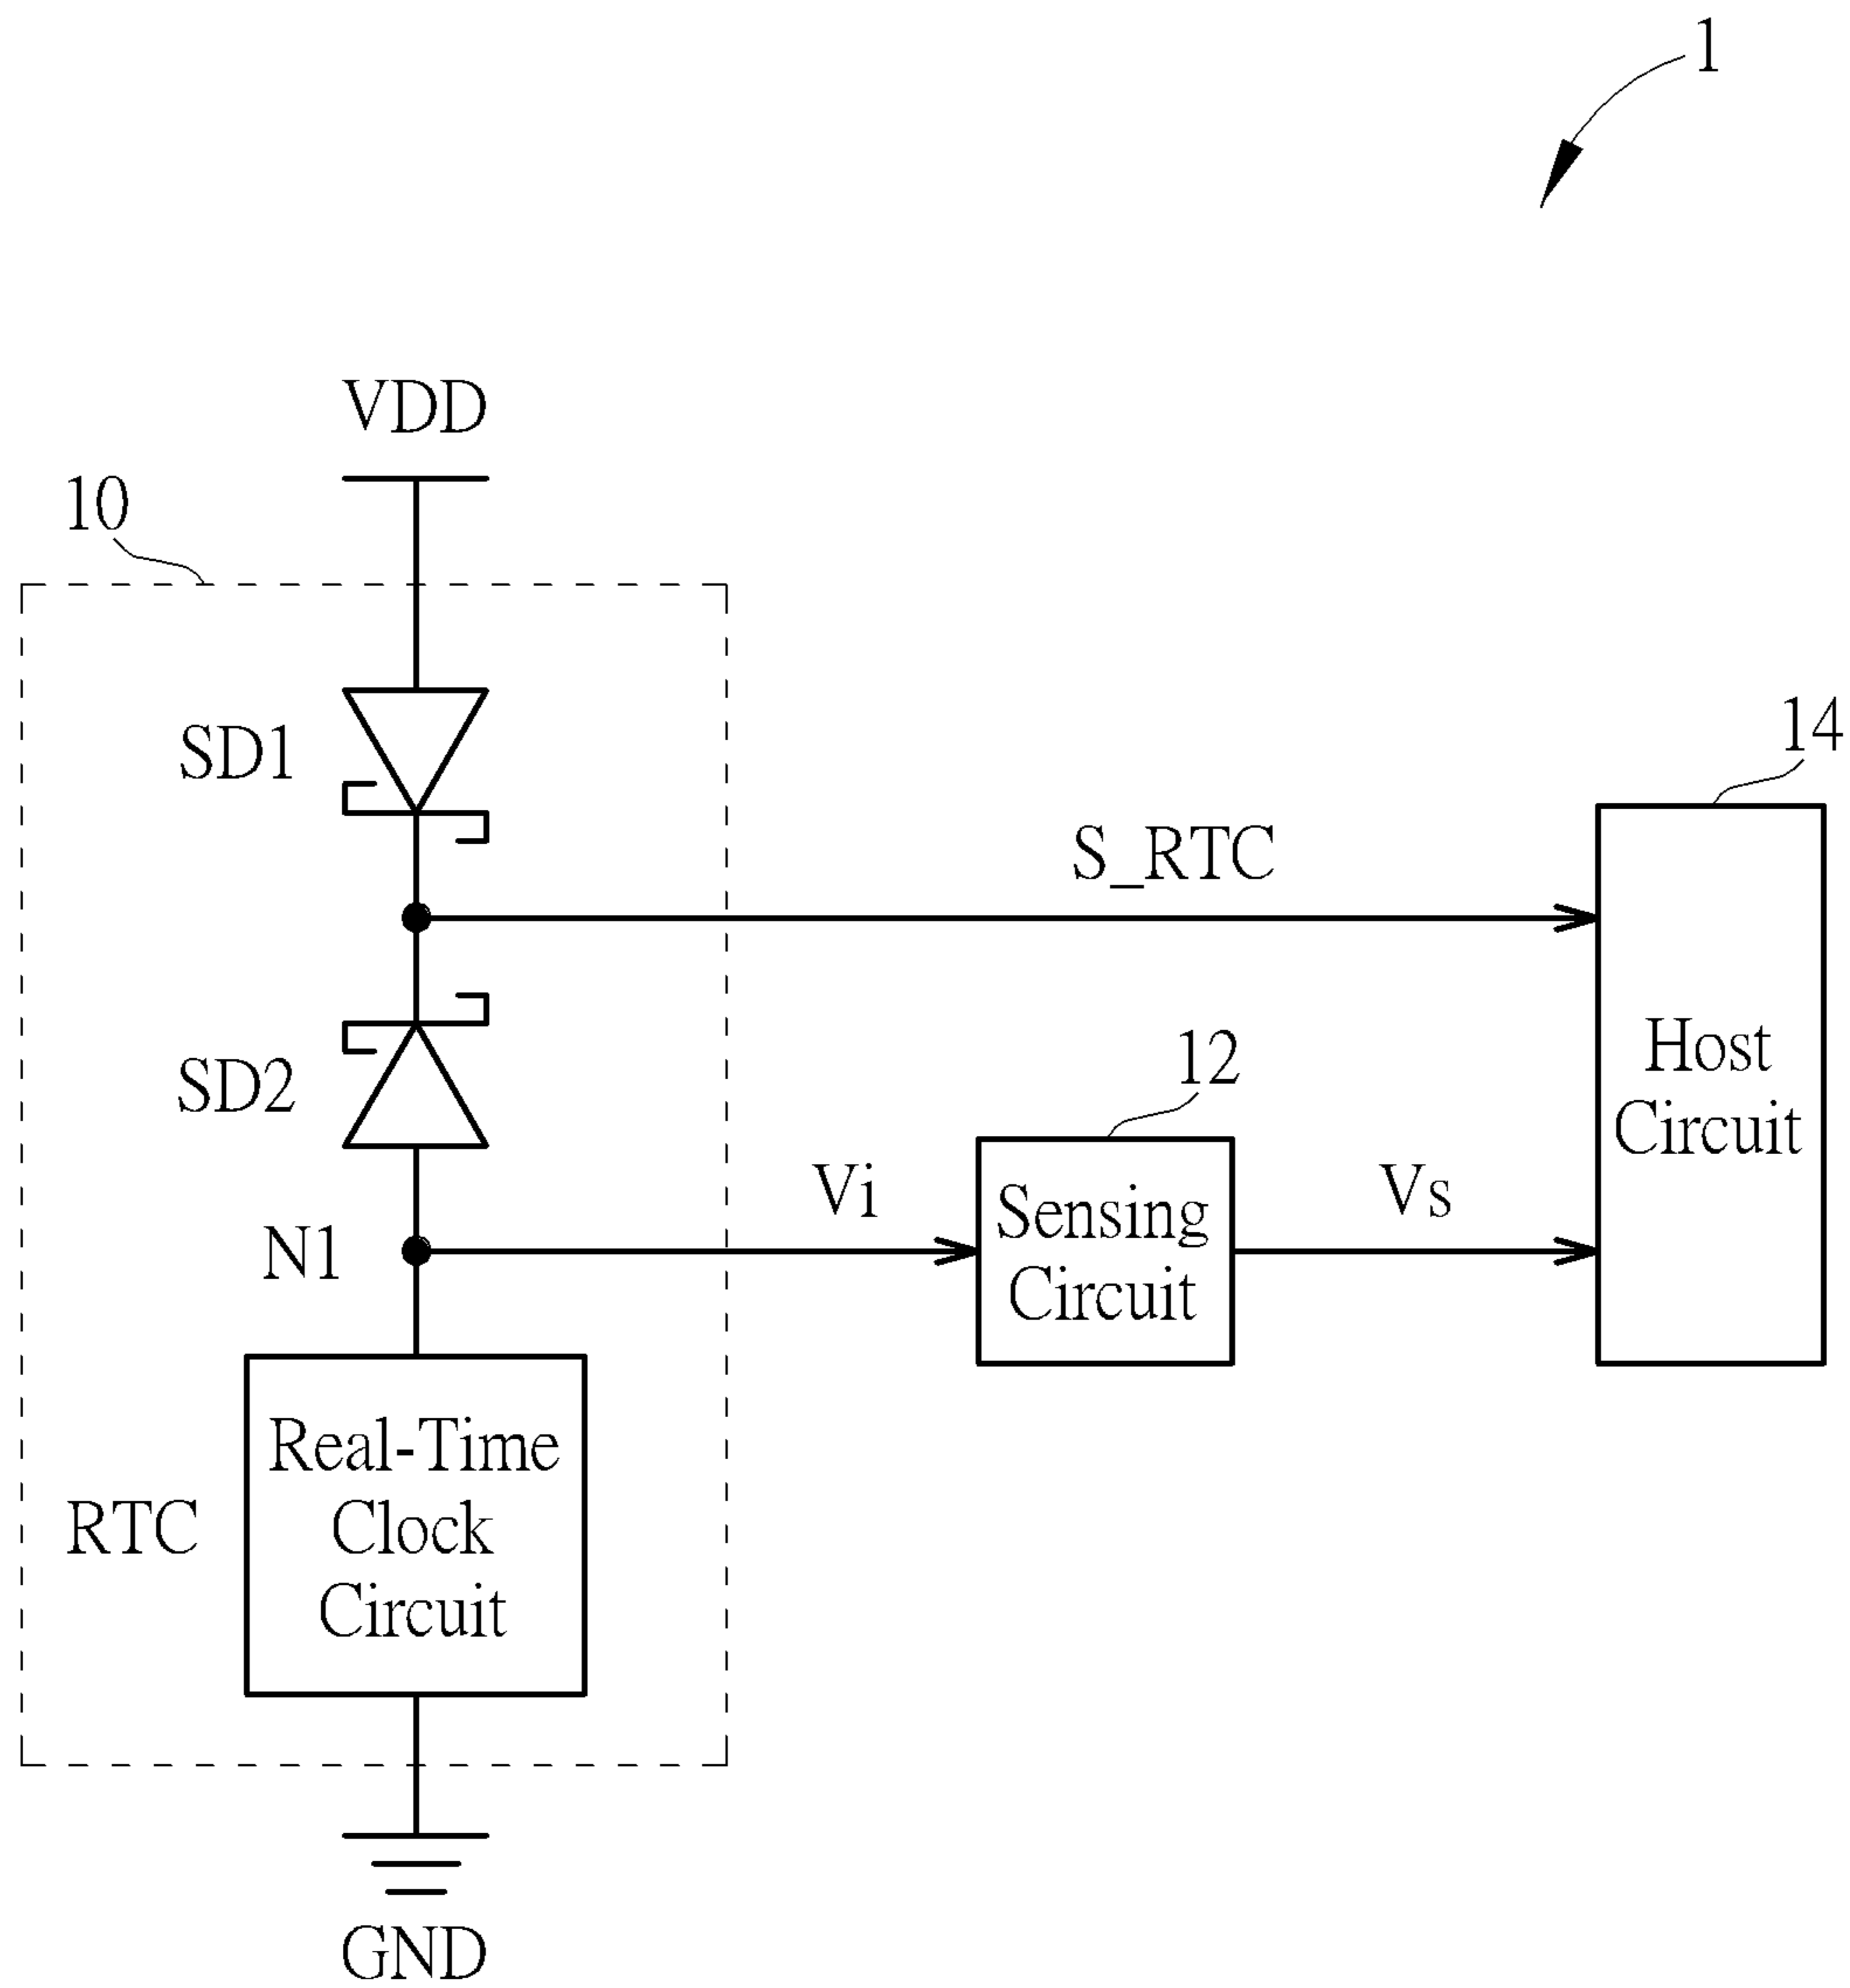 1
VDD
10
SD1
14
S_RTC
Host
Circuit
SD2
12
Vi
Sensing
Circuit
Vs
N1
Real-Time
Clock
Circuit
RTC
GND